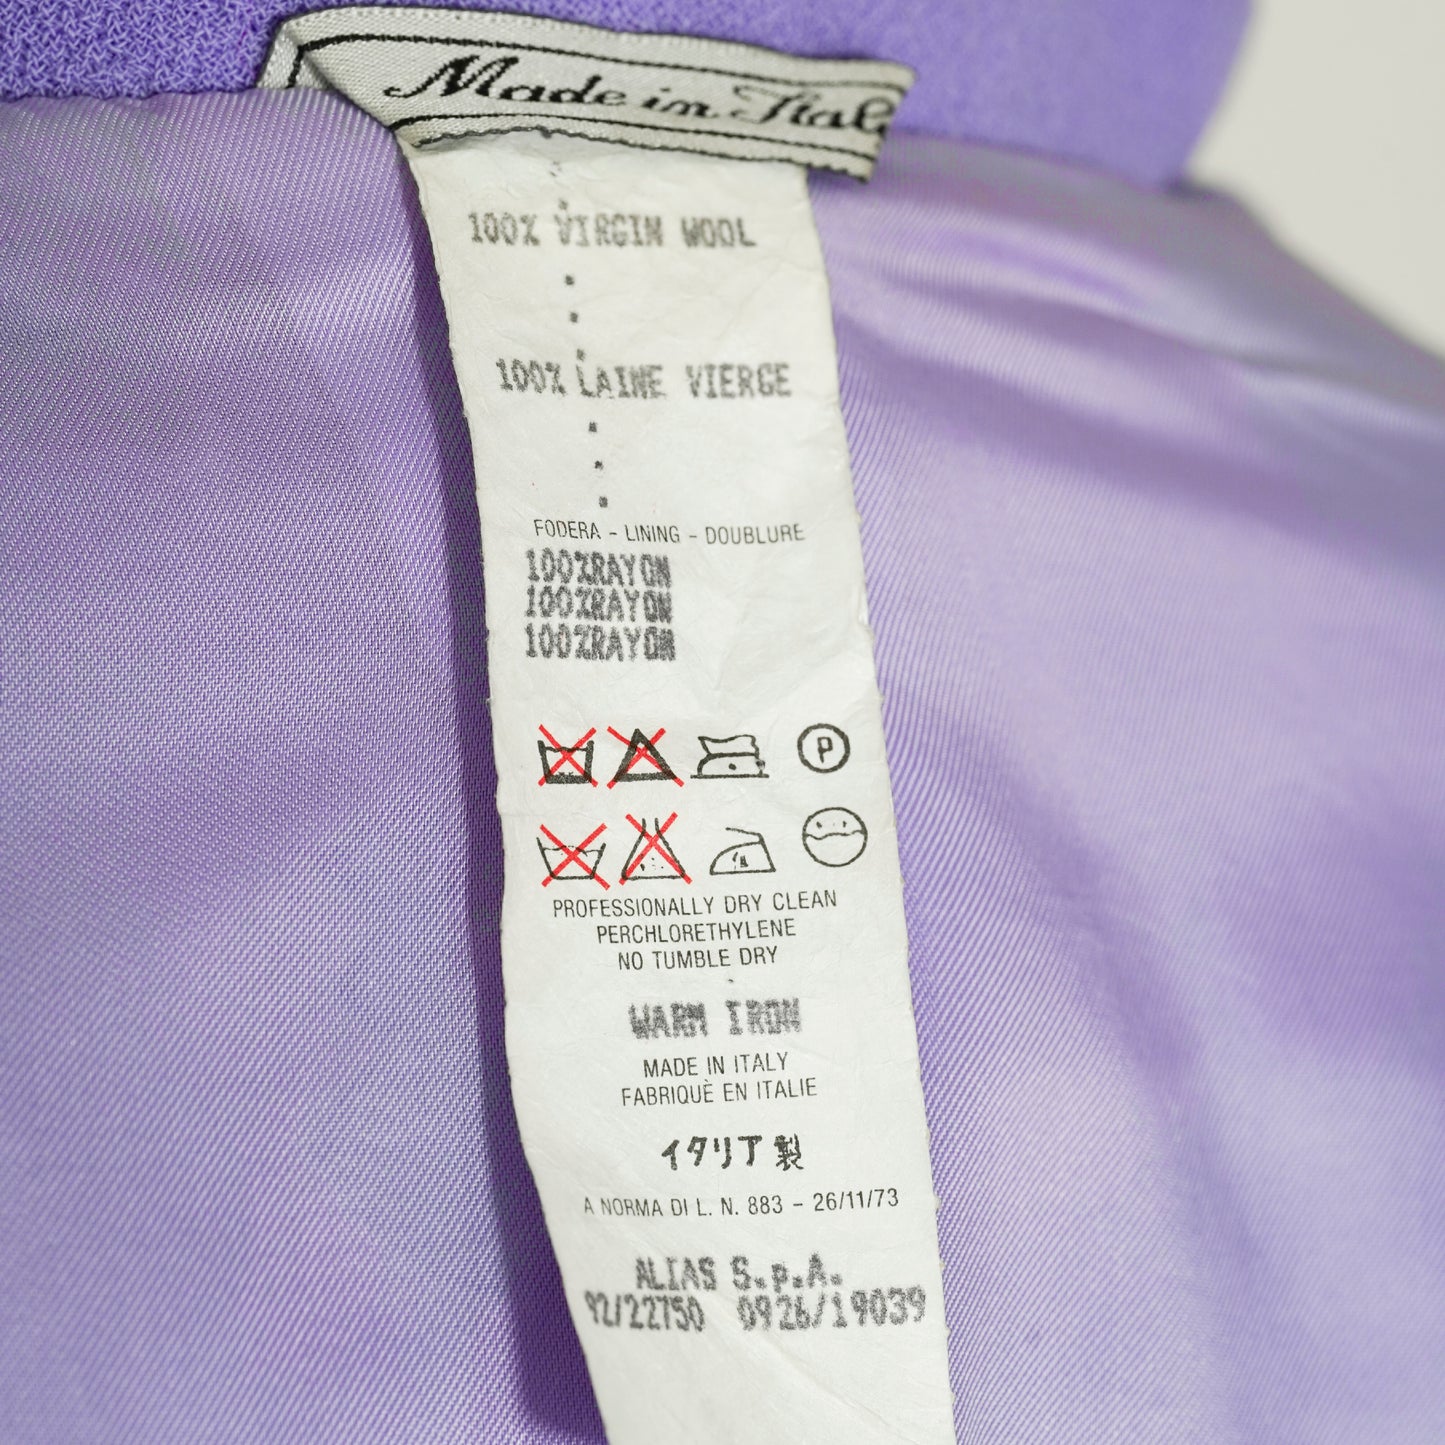 Made in Italy
100% VIRGIN WOOL
100% LAINE VIERGE
FODERA - LINING - DOUBLURE
100%RAYON
100%RAYON
100%RAYON
P
PROFESSIONALLY DRY CLEAN
PERCHLORETHYLENE
NO TUMBLE DRY
WARM IRON
MADE IN ITALY
FABRIQUÈ EN ITALIE
イタリア製
A NORMA DI L. N. 883 - 26/11/73
ALIAS S.p.A.
92/22750 0926/19039